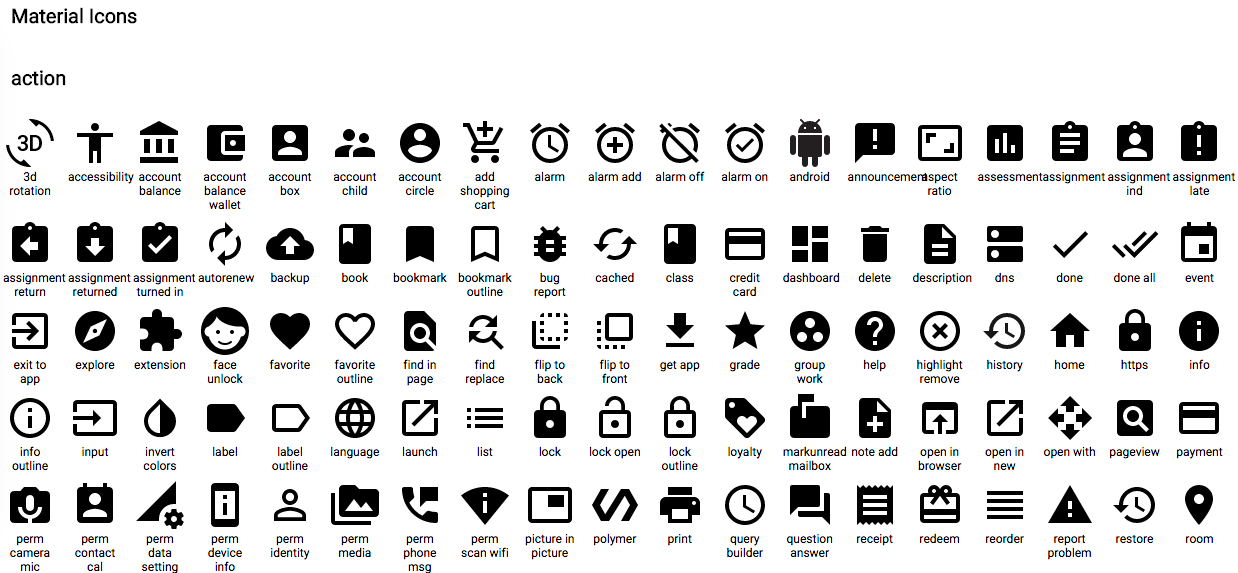 Material Icons
action
3D
3d rotation accessibility account balance account balance wallet account box account child account circle add shopping cart alarm alarm add alarm off alarm on android announcement aspect ratio assessment assignment assignment ind assignment late
assignment return assignment returned assignment turned in autorenew backup book bookmark bookmark outline bug report cached class credit card dashboard delete description dns done done all event
exit to app explore extension face unlock favorite favorite outline find in page find replace flip to back flip to front get app grade group work help highlight remove history home https info
info outline input invert colors label label outline language launch list lock lock open lock outline loyalty markunread mailbox note add open in browser open in new open with pageview payment
perm camera mic perm contact cal perm data setting perm device info perm identity perm media perm phone msg perm scan wifi picture in picture polymer print query builder question answer receipt redeem reorder report problem restore room